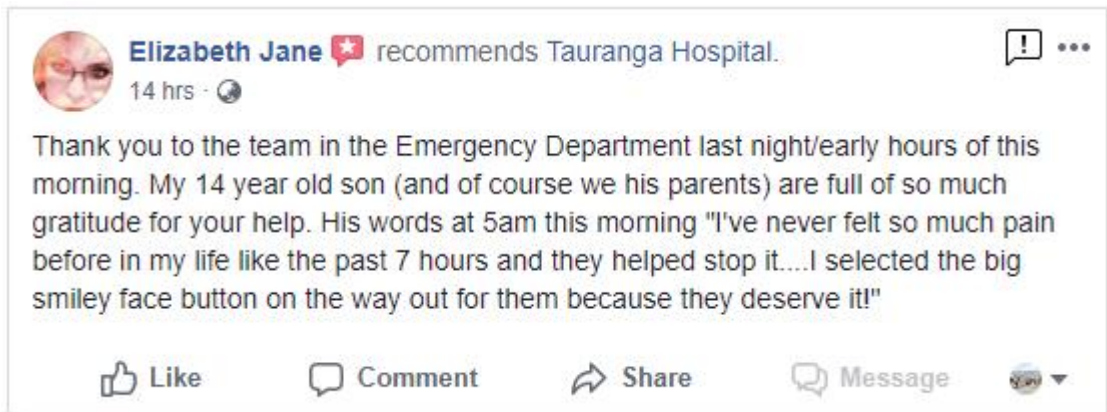 Elizabeth Jane recommends Tauranga Hospital.
14 hrs ·
Thank you to the team in the Emergency Department last night/early hours of this
morning. My 14 year old son (and of course we his parents) are full of so much
gratitude for your help. His words at 5am this morning "I've never felt so much pain
before in my life like the past 7 hours and they helped stop it....I selected the big
smiley face button on the way out for them because they deserve it!"
Like Comment Share Message